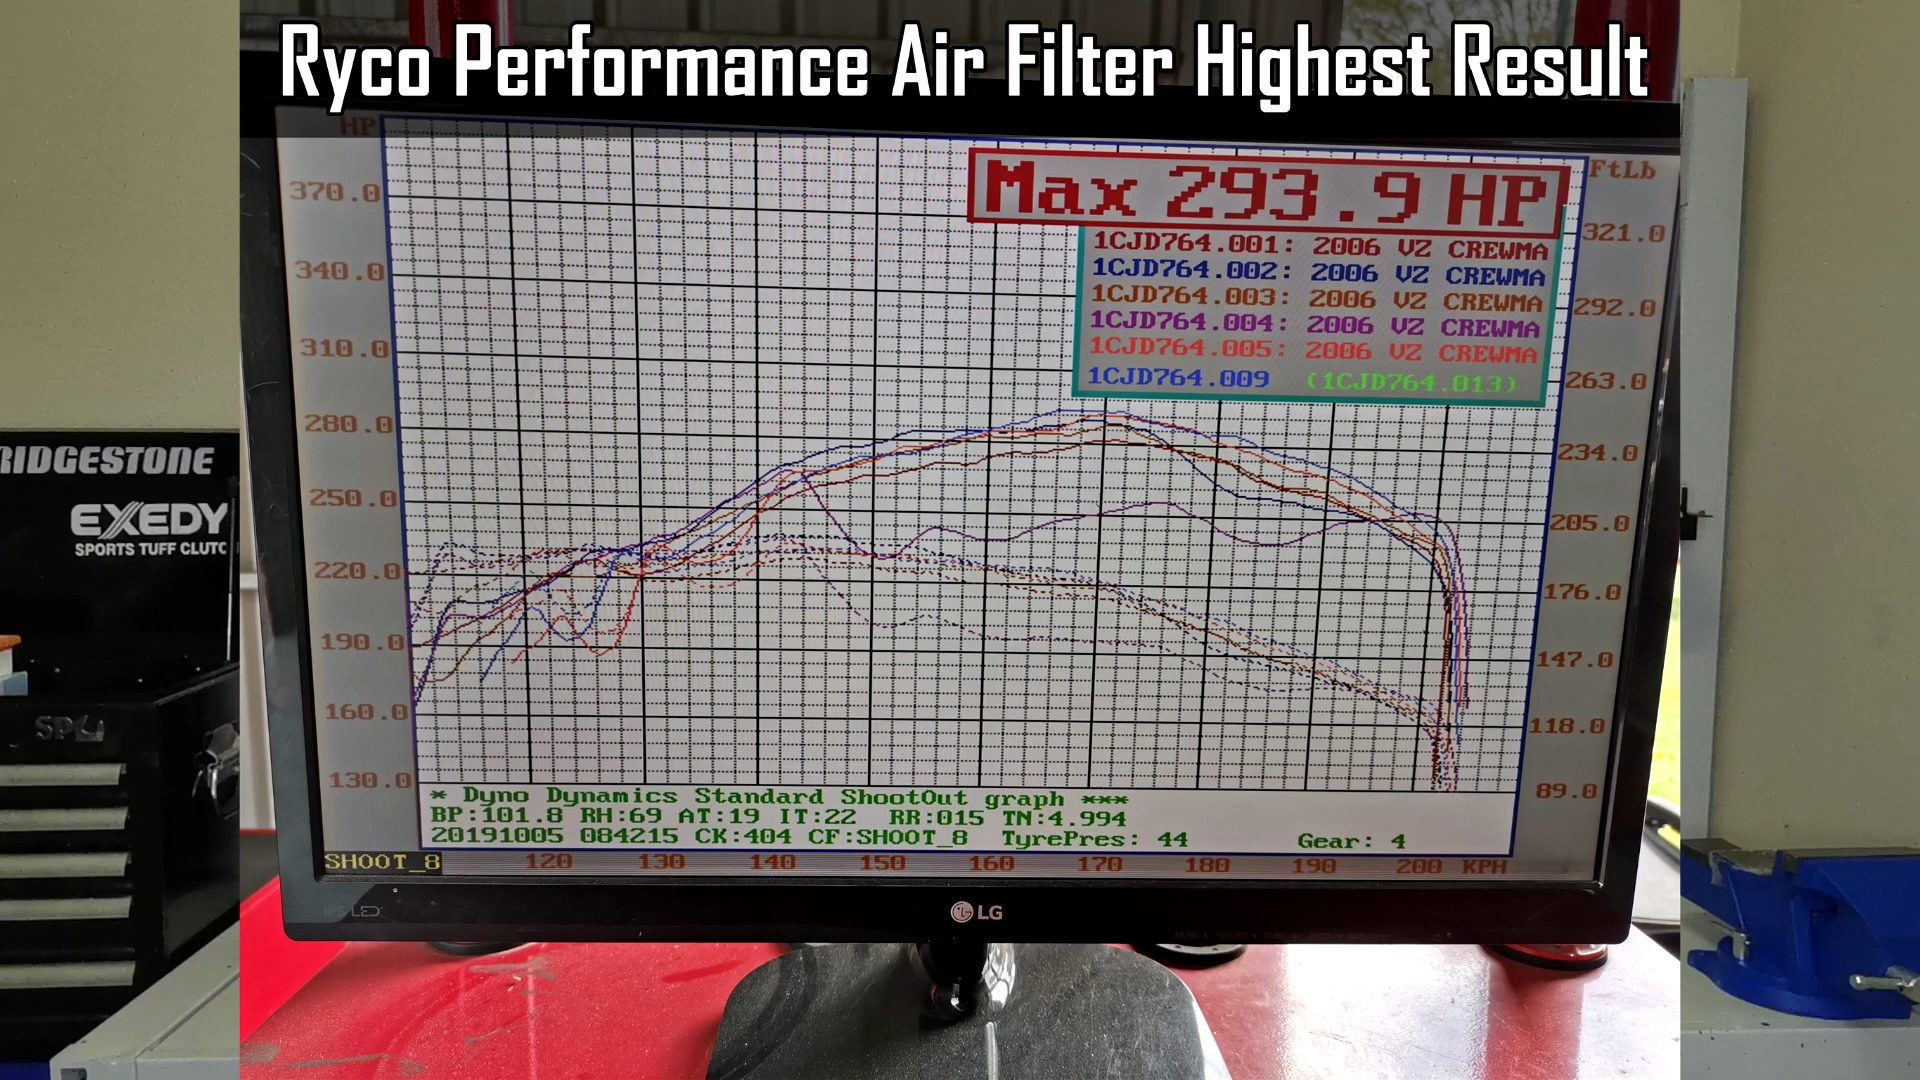 Ryco Performance Air Filter Highest Result
HP
FtLb
370.0
340.0
310.0
280.0
250.0
220.0
190.0
160.0
130.0
Max 293.9 HP
1CJD764.001: 2006 VZ CREWMA
1CJD764.002: 2006 VZ CREWMA
1CJD764.003: 2006 VZ CREWMA
1CJD764.004: 2006 VZ CREWMA
1CJD764.005: 2006 VZ CREWMA
1CJD764.009 (1CJD764.013)
321.0
292.0
263.0
234.0
205.0
176.0
147.0
118.0
89.0
* Dyno Dynamics Standard ShootOut graph ***
BP:101.8 RH:69 AT:19 IT:22 RR:015 TN:4.994
20191005 084215 CK:404 CF:SHOOT_8 TyrePres: 44 Gear: 4
SHOOT_8 120 130 140 150 160 170 180 190 200 KPH
IPS LED
LG
RIDGESTONE
EXEDY
SPORTS TUFF CLUTC